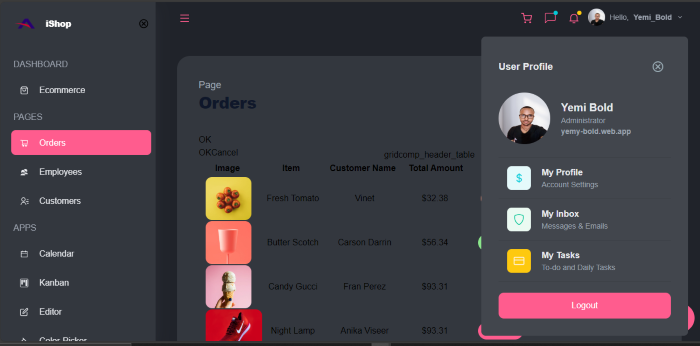 iShop
Hello, Yemi_Bold
DASHBOARD
Ecommerce
PAGES
Orders
Employees
Customers
APPS
Calendar
Kanban
Editor
Color Picker
Page
Orders
OK
OKCancel
gridcomp_header_table
Image Item Customer Name Total Amount
Fresh Tomato Vinet $32.38
Butter Scotch Carson Darrin $56.34
Candy Gucci Fran Perez $93.31
Night Lamp Anika Viseer $93.31
User Profile
Yemi Bold
Administrator
yemy-bold.web.app
$
My Profile
Account Settings
My Inbox
Messages & Emails
My Tasks
To-do and Daily Tasks
Logout